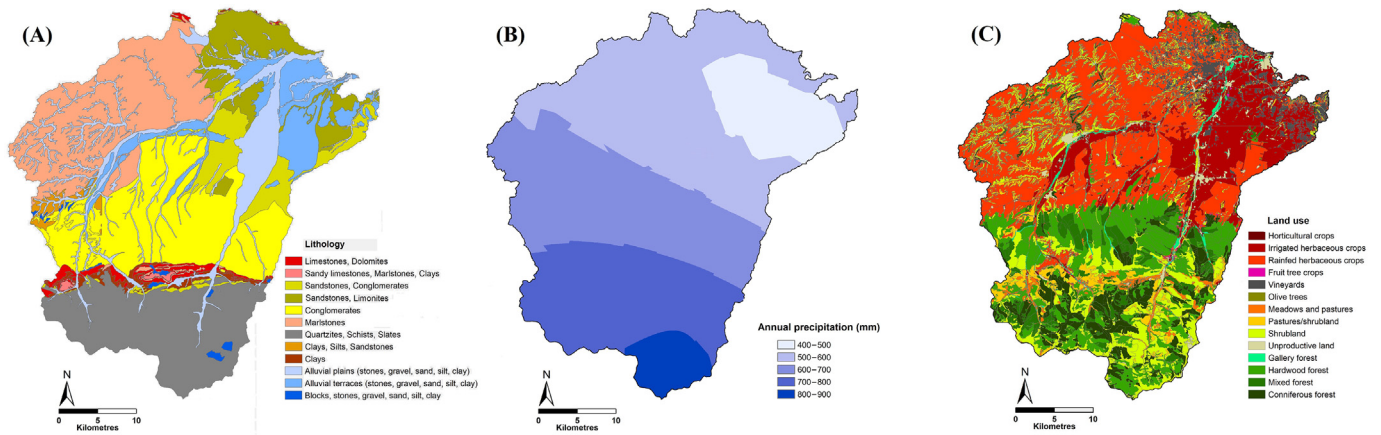 (A)
Lithology
Limestones, Dolomites
Sandy limestones, Marlstones, Clays
Sandstones, Conglomerates
Sandstones, Limonites
Conglomerates
Marlstones
Quartzites, Schists, Slates
Clays, Silts, Sandstones
Clays
Alluvial plains (stones, gravel, sand, silt, clay)
Alluvial terraces (stones, gravel, sand, silt, clay)
Blocks, stones, gravel, sand, silt, clay
N
0 5 10
Kilometres
(B)
Annual precipitation (mm)
400–500
500–600
600–700
700–800
800–900
N
0 5 10
Kilometres
(C)
Land use
Horticultural crops
Irrigated herbaceous crops
Rainfed herbaceous crops
Fruit tree crops
Vineyards
Olive trees
Meadows and pastures
Pastures/shrubland
Shrubland
Unproductive land
Gallery forest
Hardwood forest
Mixed forest
Conniferous forest
N
0 5 10
Kilometres